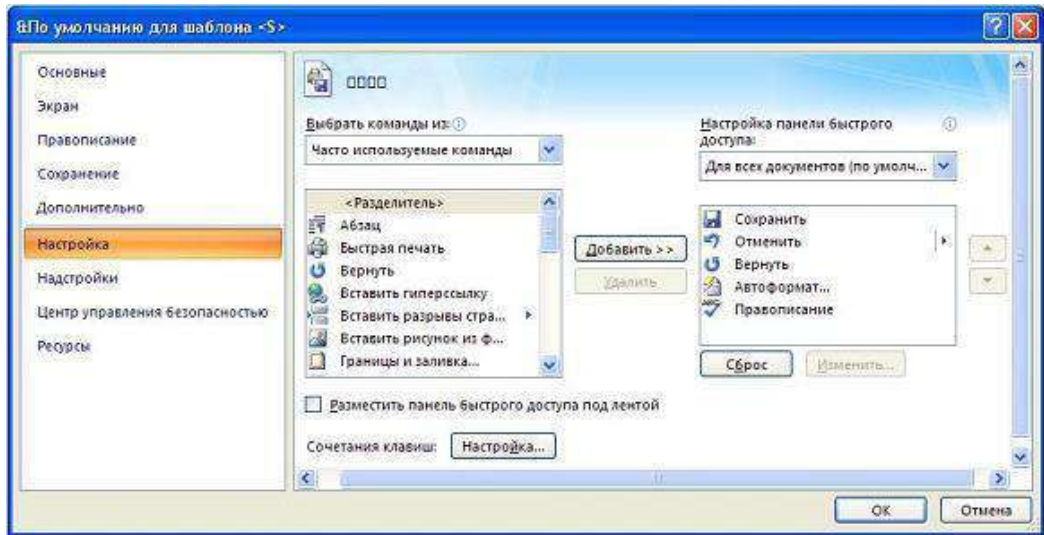 &По умолчанию для шаблона <S>
Основные
Экран
Правописание
Сохранение
Дополнительно
Настройка
Надстройки
Центр управления безопасностью
Ресурсы
□□□□
Выбрать команды из:
Часто используемые команды
<Разделитель>
Абзац
Быстрая печать
Вернуть
Вставить гиперссылку
Вставить разрывы стра...
Вставить рисунок из ф...
Границы и заливка...
Добавить >>
Удалить
Настройка панели быстрого
доступа:
Для всех документов (по умолч...
Сохранить
Отменить
Вернуть
Автоформат...
Правописание
Сброс
Изменить...
Разместить панель быстрого доступа под лентой
Сочетания клавиш:
Настройка...
ОК
Отмена